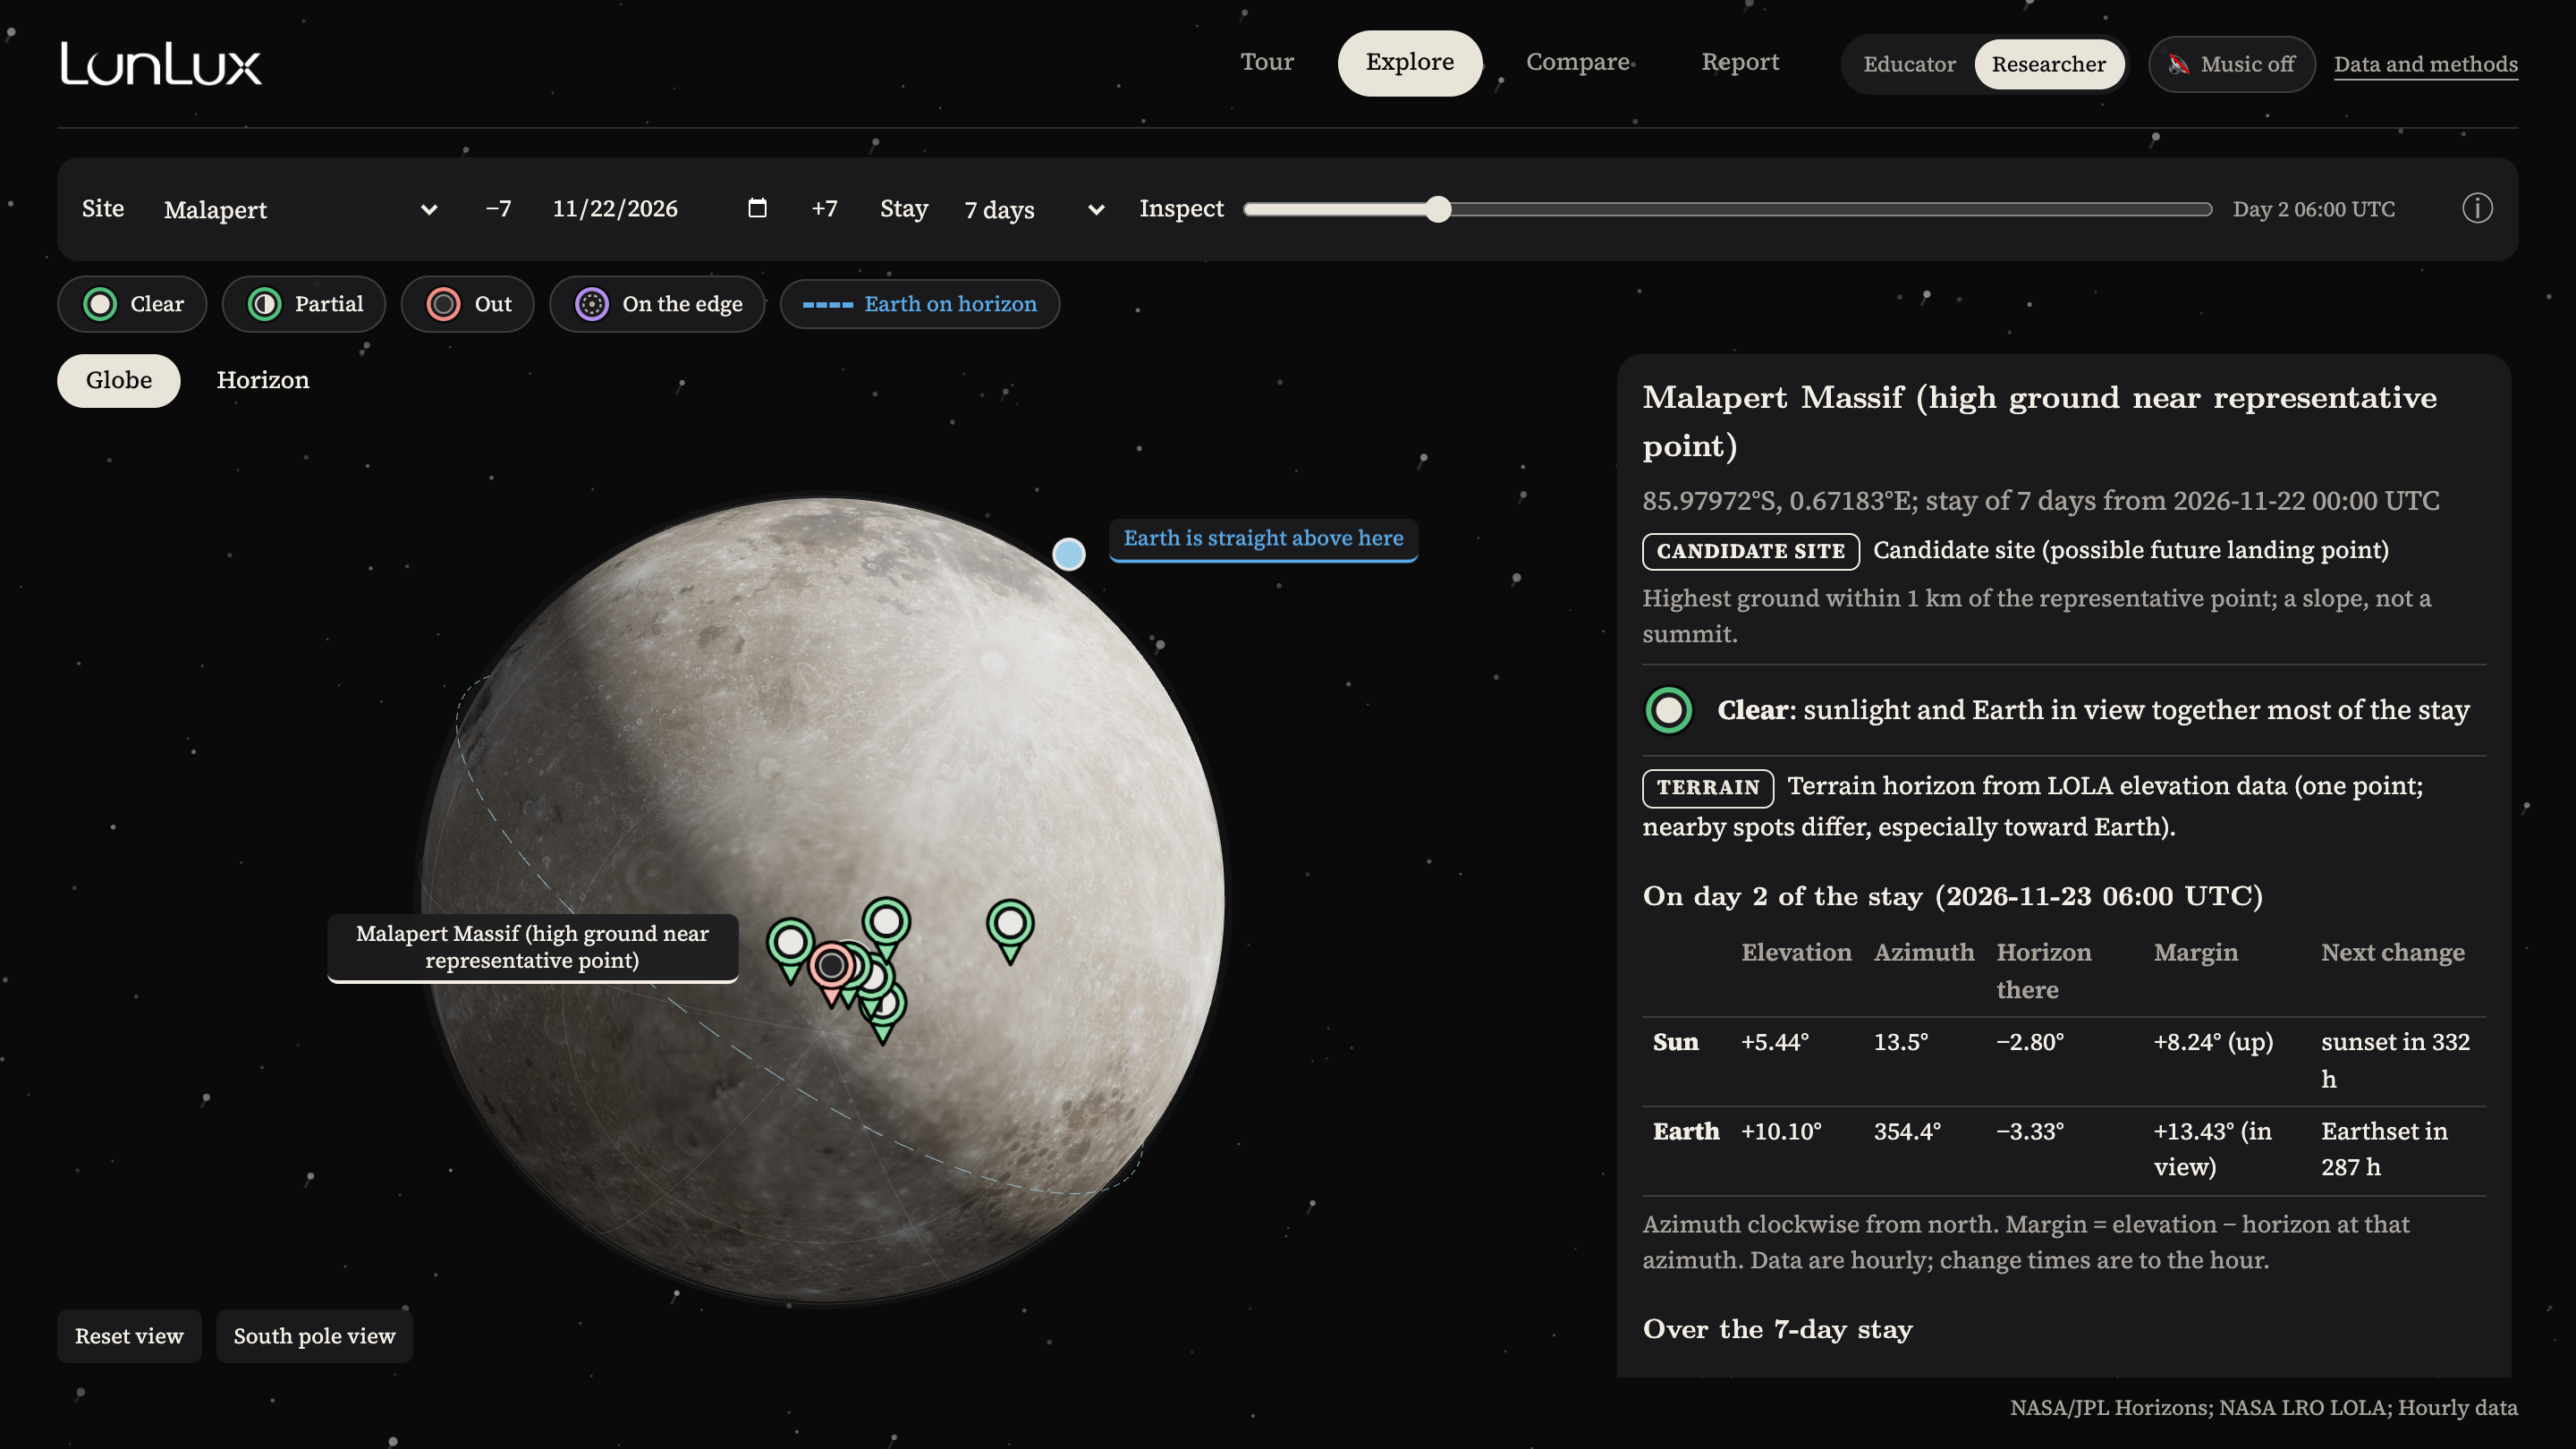 LunLux
Tour
Explore
Compare
Report
Educator
Researcher
Music off
Data and methods
Site
Malapert
−7
11/22/2026
+7
Stay
7 days
Inspect
Day 2 06:00 UTC
Clear
Partial
Out
On the edge
Earth on horizon
Globe
Horizon
Earth is straight above here
Malapert Massif (high ground near
representative point)
Reset view
South pole view
Malapert Massif (high ground near representative
point)
85.97972°S, 0.67183°E; stay of 7 days from 2026-11-22 00:00 UTC
CANDIDATE SITE Candidate site (possible future landing point)
Highest ground within 1 km of the representative point; a slope, not a
summit.
Clear: sunlight and Earth in view together most of the stay
TERRAIN Terrain horizon from LOLA elevation data (one point;
nearby spots differ, especially toward Earth).
On day 2 of the stay (2026-11-23 06:00 UTC)
Elevation Azimuth Horizon Margin Next change
there
Sun +5.44° 13.5° −2.80° +8.24° (up) sunset in 332
h
Earth +10.10° 354.4° −3.33° +13.43° (in Earthset in
view) 287 h
Azimuth clockwise from north. Margin = elevation − horizon at that
azimuth. Data are hourly; change times are to the hour.
Over the 7-day stay
NASA/JPL Horizons; NASA LRO LOLA; Hourly data